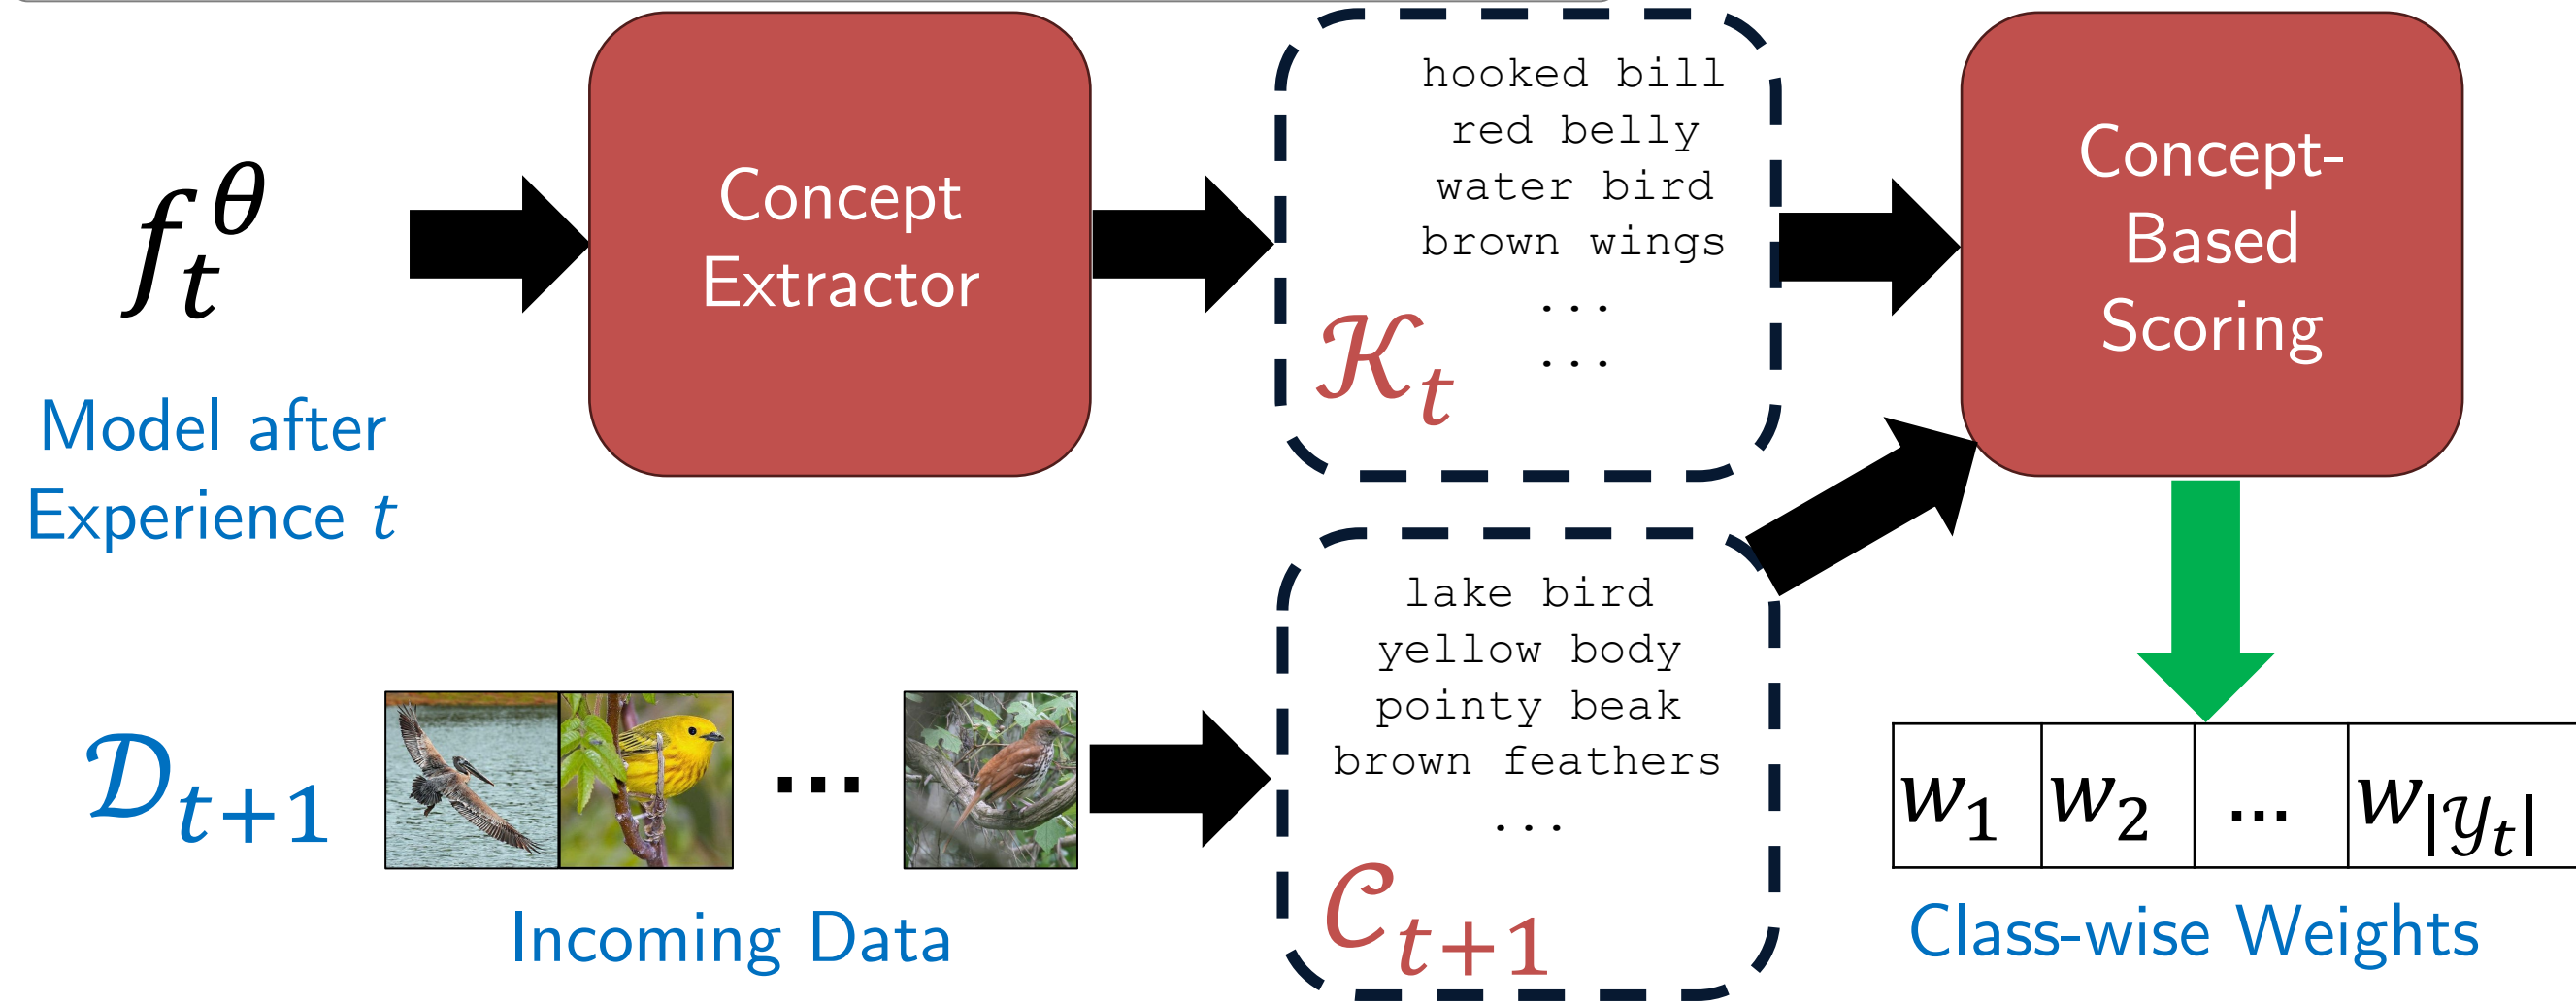 f_t^θ
Model after
Experience t
Concept
Extractor
hooked bill
red belly
water bird
brown wings
...
...
𝒦_t
Concept-
Based
Scoring
𝒟_{t+1}
...
Incoming Data
lake bird
yellow body
pointy beak
brown feathers
...
𝒞_{t+1}
w_1 w_2 ... w_{|𝒴_t|}
Class-wise Weights